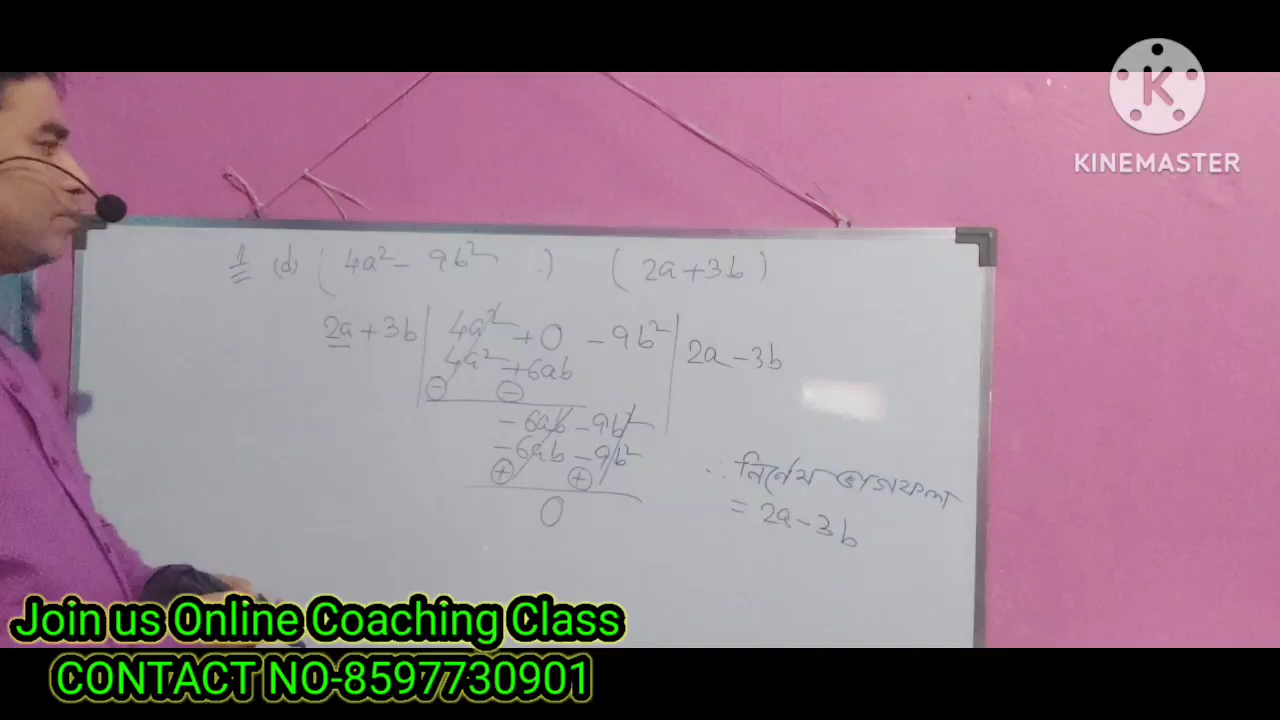 KINEMASTER
1 (d) (4a² - 9b² ) (2a + 3b)
2a + 3b | 4a² + 0 - 9b² | 2a - 3b
4a² + 6ab
⊖ ⊖
- 6ab - 9b²
- 6ab - 9b²
⊕ ⊕
0
∴ নির্ণেয় ভাগফল
= 2a - 3b
Join us Online Coaching Class
CONTACT NO-8597730901